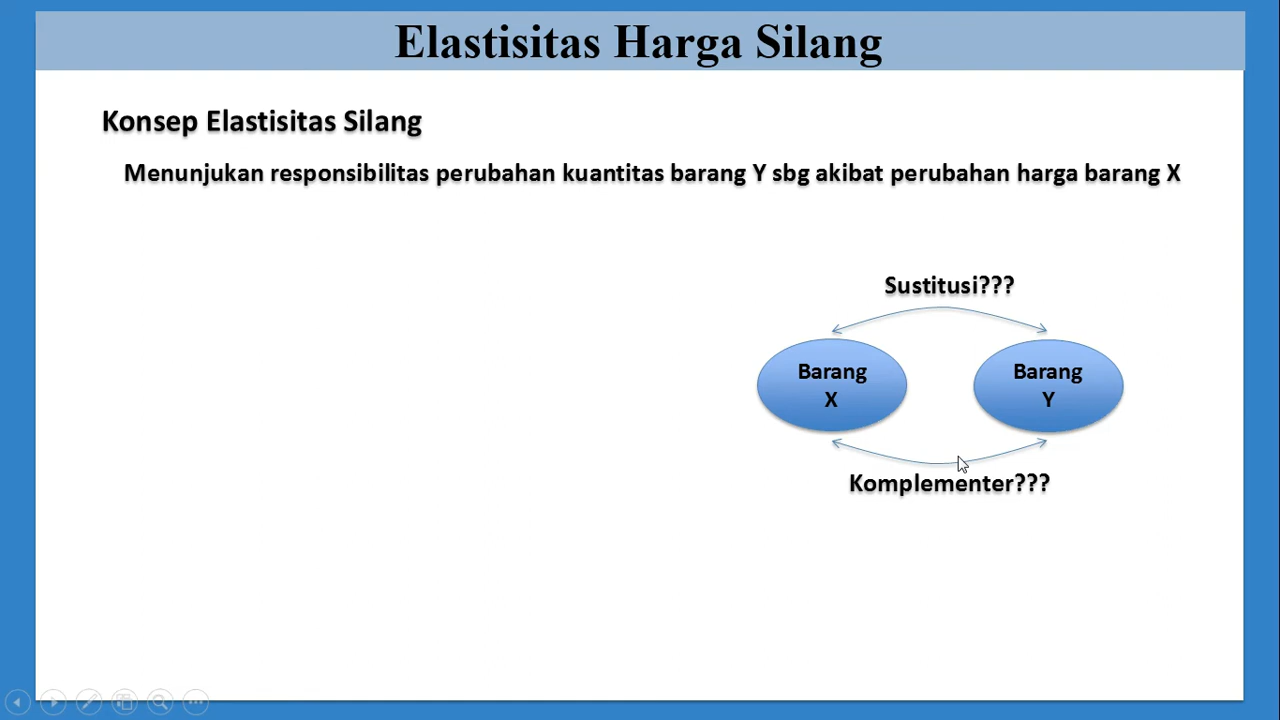 Elastisitas Harga Silang
Konsep Elastisitas Silang
Menunjukan responsibilitas perubahan kuantitas barang Y sbg akibat perubahan harga barang X
Sustitusi???
Barang
X
Barang
Y
Komplementer???